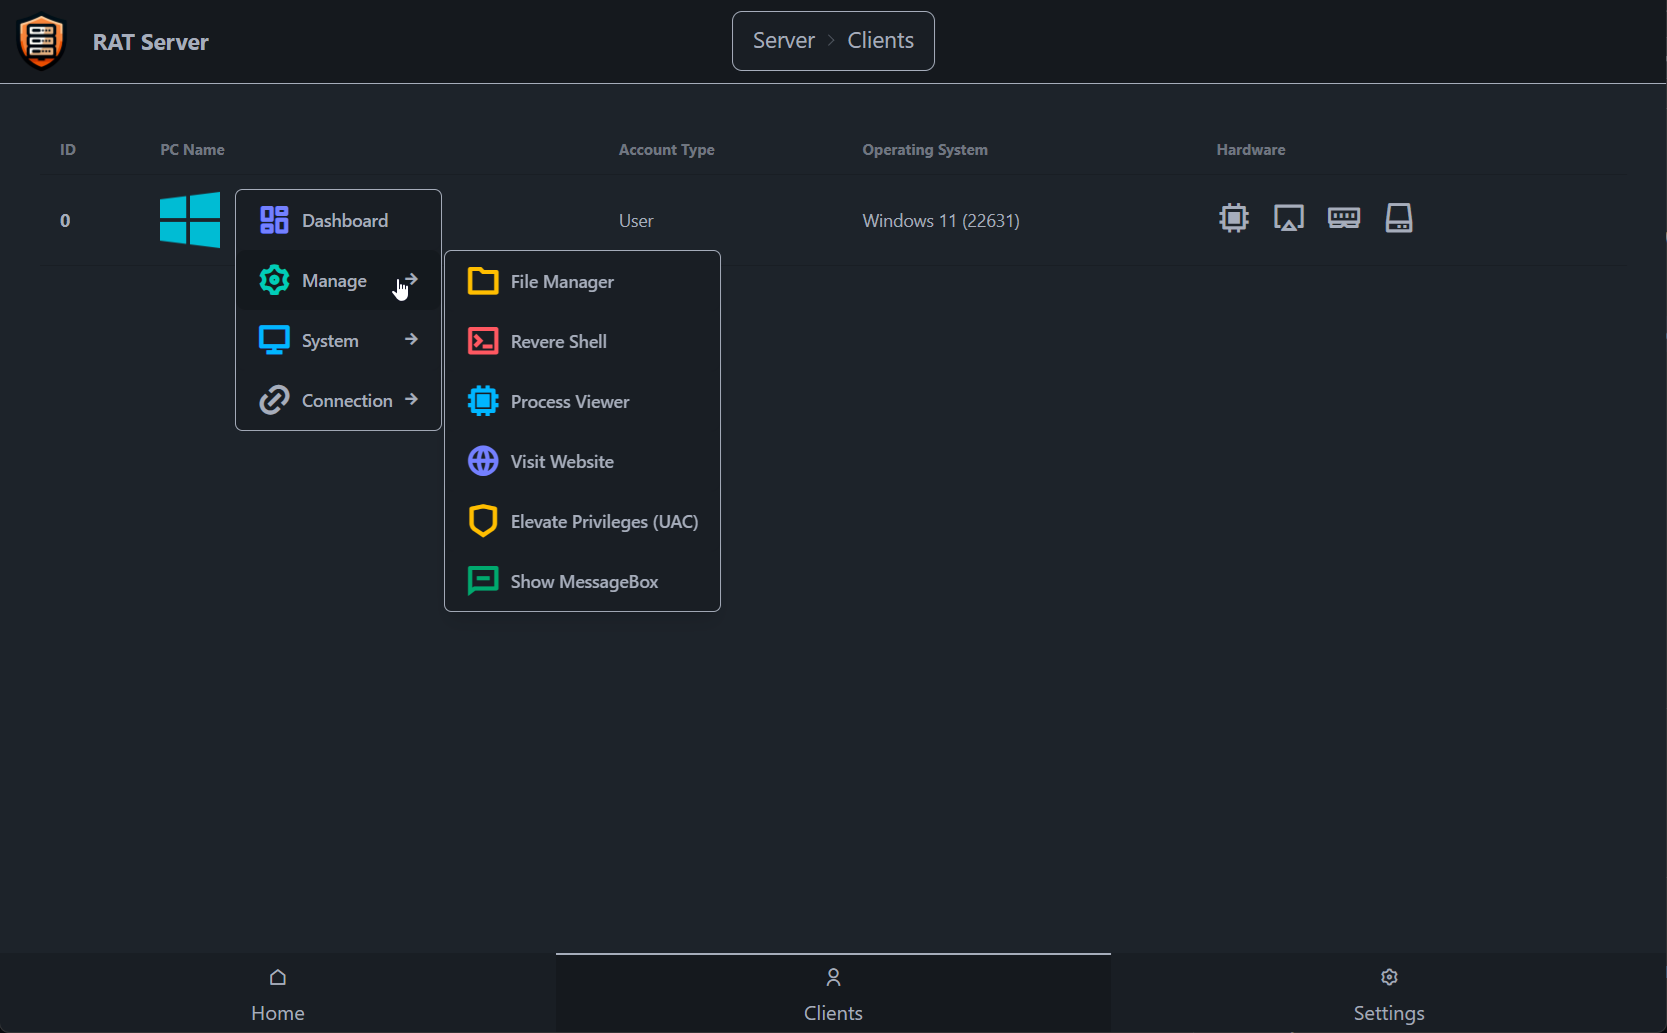 RAT Server
Server > Clients
ID PC Name Account Type Operating System Hardware
0 User Windows 11 (22631)
Dashboard
Manage
System
Connection
File Manager
Revere Shell
Process Viewer
Visit Website
Elevate Privileges (UAC)
Show MessageBox
Home Clients Settings